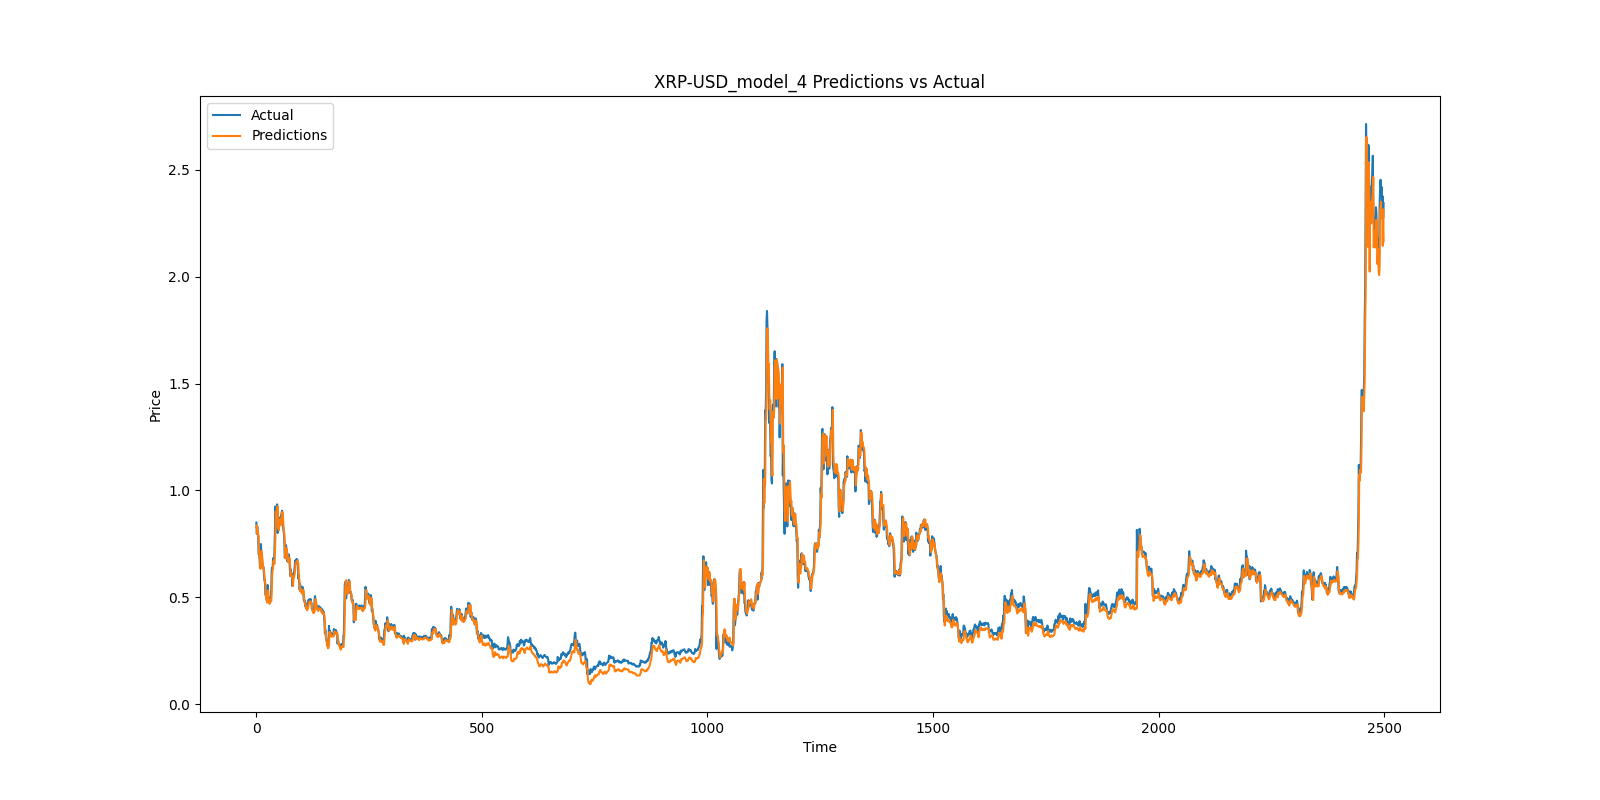 XRP-USD_model_4 Predictions vs Actual
Actual
Predictions
2.5
2.0
1.5
1.0
0.5
0.0
Price
0 500 1000 1500 2000 2500
Time